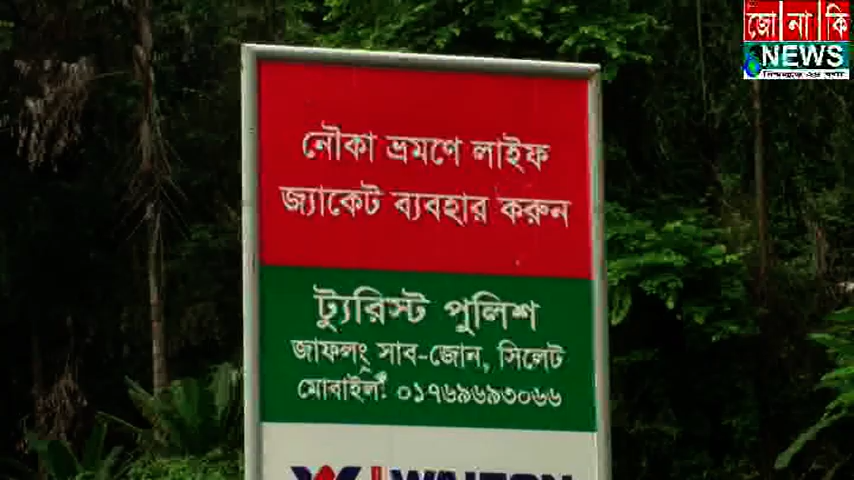 জোনাকি
NEWS
নৌকা ভ্রমণে লাইফ
জ্যাকেট ব্যবহার করুন
ট্যুরিস্ট পুলিশ
জাফলং সাব-জোন, সিলেট
মোবাইল: ০১৭৬৯৬৯৩০৬৬